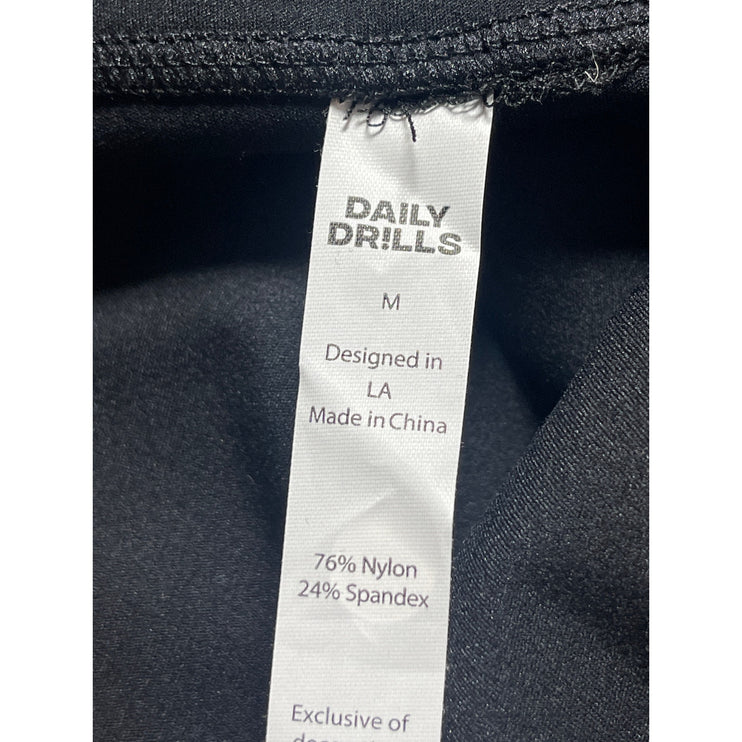 DAILY
DR!LLS
M
Designed in
LA
Made in China
76% Nylon
24% Spandex
Exclusive of